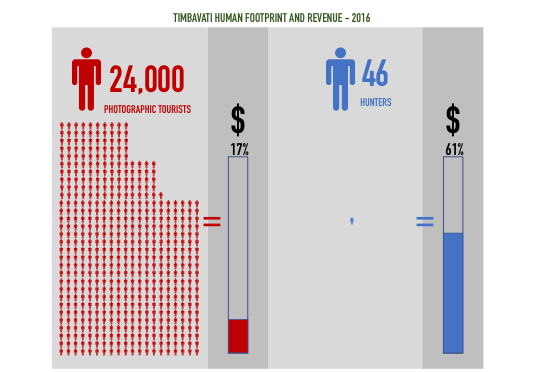 TIMBAVATI HUMAN FOOTPRINT AND REVENUE - 2016
24,000
PHOTOGRAPHIC TOURISTS
$
17%
=
46
HUNTERS
$
61%
=